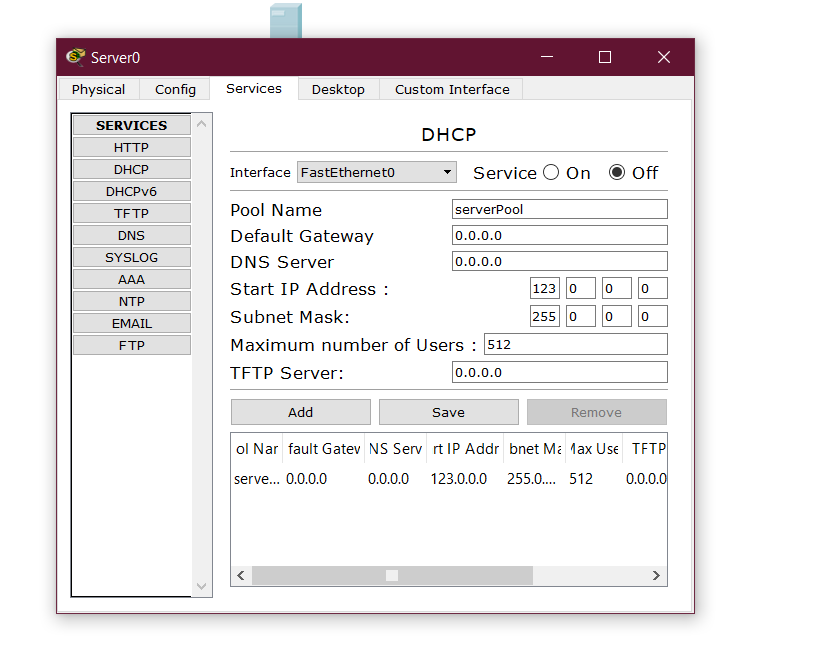 Server0
Physical Config Services Desktop Custom Interface
SERVICES
HTTP
DHCP
DHCPv6
TFTP
DNS
SYSLOG
AAA
NTP
EMAIL
FTP
DHCP
Interface FastEthernet0 Service On Off
Pool Name serverPool
Default Gateway 0.0.0.0
DNS Server 0.0.0.0
Start IP Address : 123 0 0 0
Subnet Mask: 255 0 0 0
Maximum number of Users : 512
TFTP Server: 0.0.0.0
Add Save Remove
ol Nar fault Gatew NS Serv rt IP Addr bnet Ma Max Use TFTP
serve... 0.0.0.0 0.0.0.0 123.0.0.0 255.0.... 512 0.0.0.0